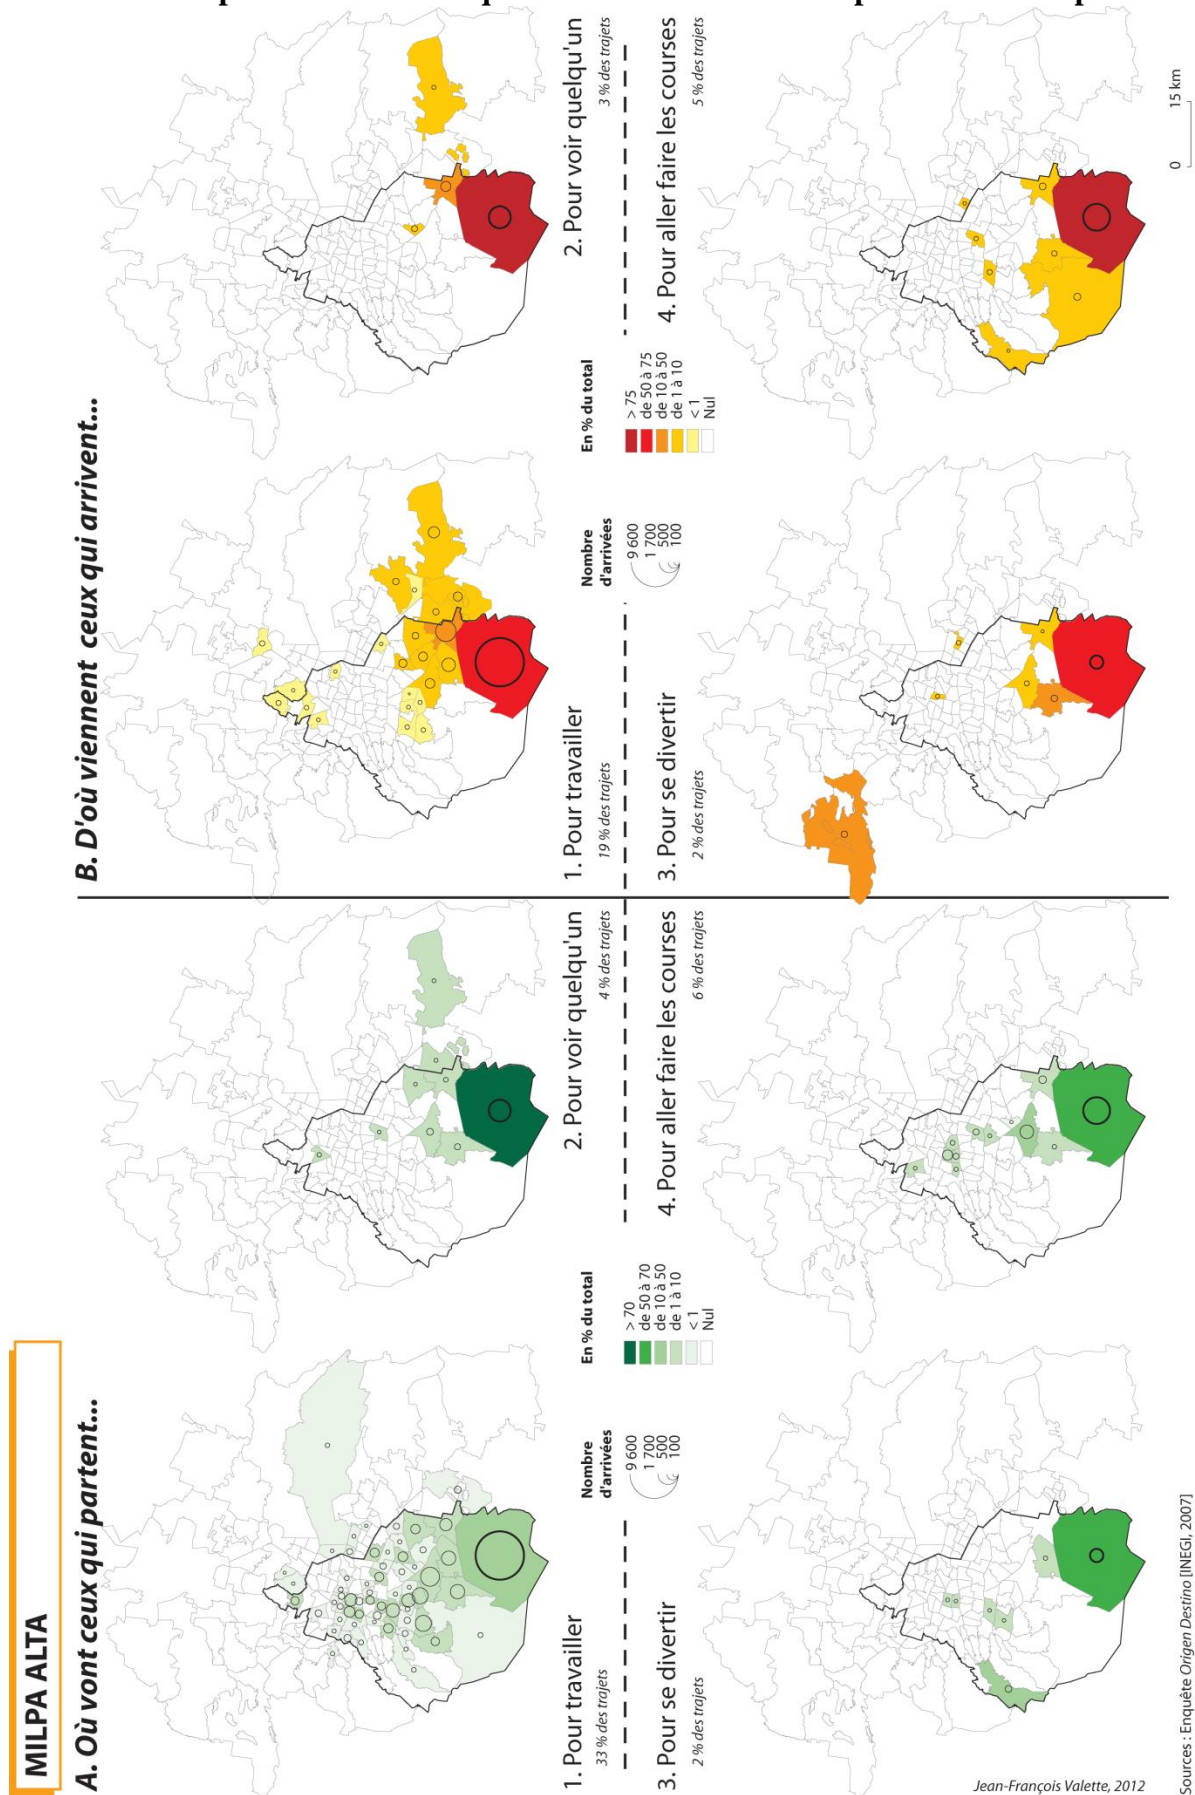 MILPA ALTA
A. Où vont ceux qui partent...
B. D'où viennent ceux qui arrivent...
1. Pour travailler
33 % des trajets
Nombre
d'arrivées
9 600
1 700
500
100
En % du total
> 70
de 50 à 70
de 10 à 50
de 1 à 10
< 1
Nul
2. Pour voir quelqu'un
4 % des trajets
3. Pour se divertir
2 % des trajets
4. Pour aller faire les courses
6 % des trajets
1. Pour travailler
19 % des trajets
Nombre
d'arrivées
9 600
1 700
500
100
En % du total
> 75
de 50 à 75
de 10 à 50
de 1 à 10
< 1
Nul
2. Pour voir quelqu'un
3 % des trajets
3. Pour se divertir
2 % des trajets
4. Pour aller faire les courses
5 % des trajets
Jean-François Valette, 2012
0 15 km
Sources : Enquête Origen Destino [INEGI, 2007]